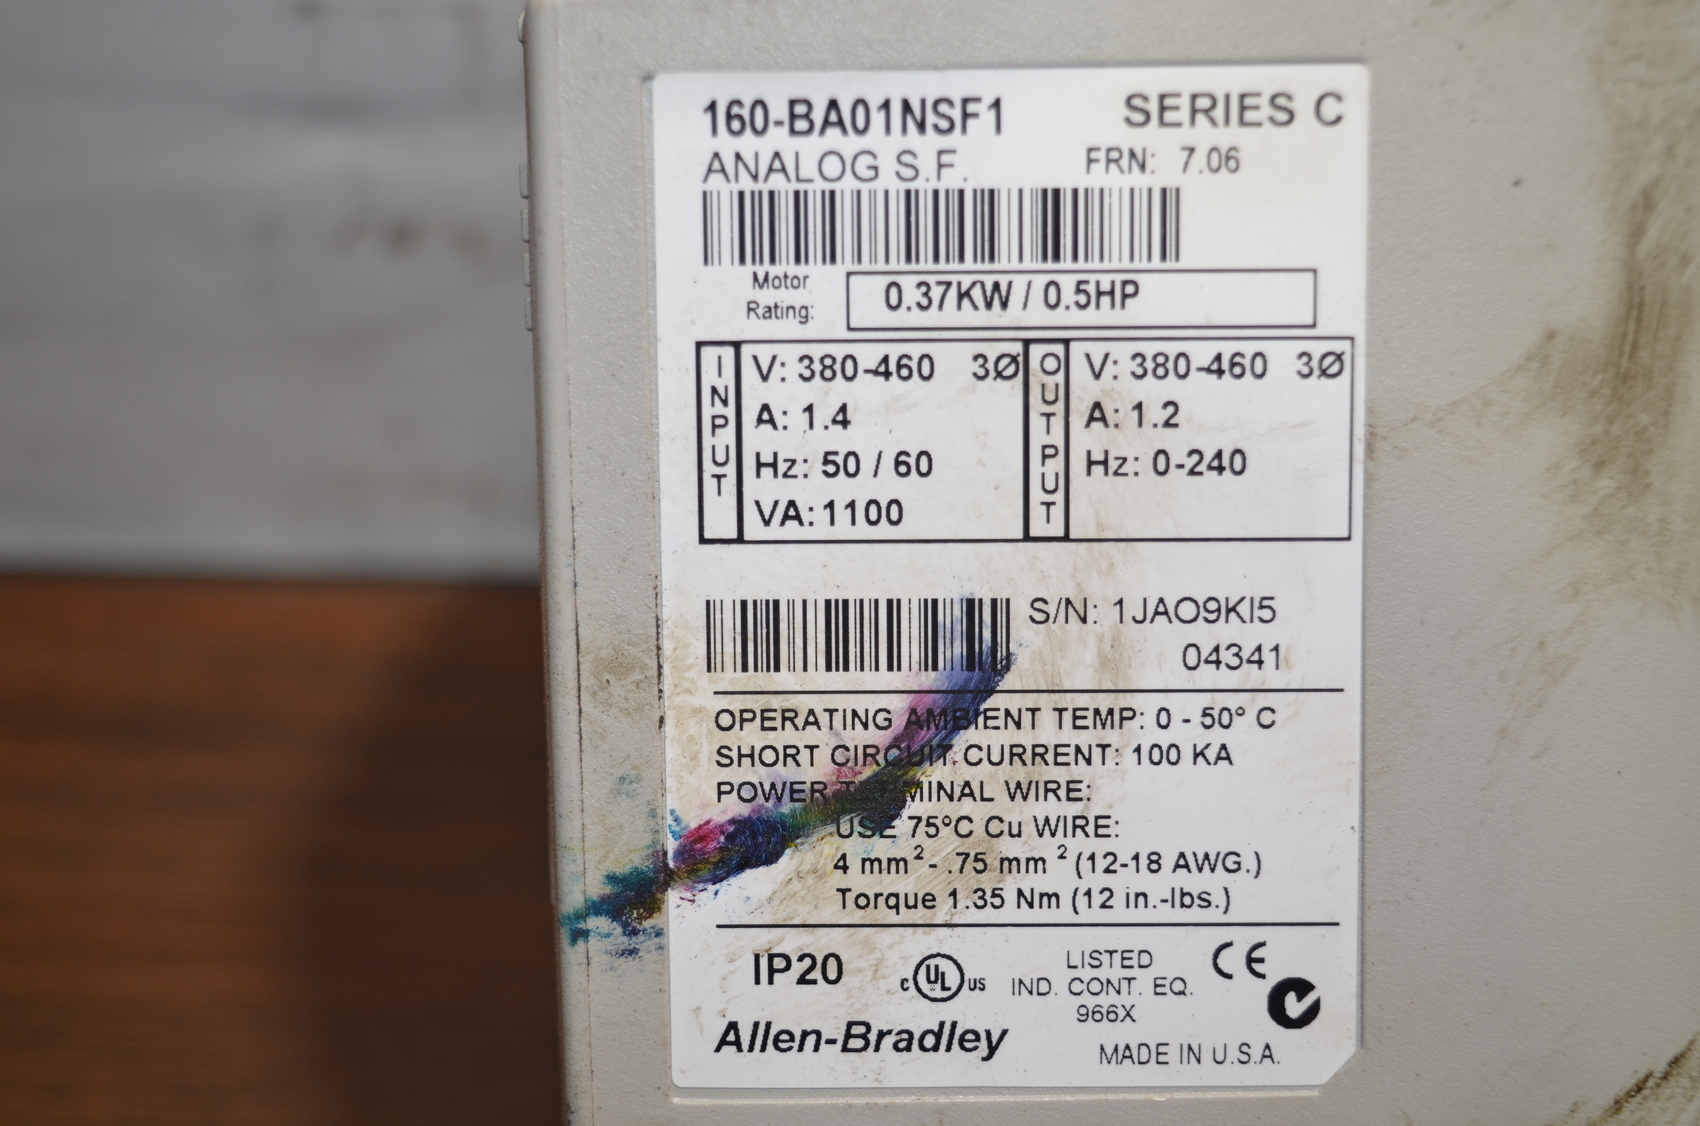 160-BA01NSF1 SERIES C
ANALOG S.F. FRN: 7.06
Motor
Rating: 0.37KW / 0.5HP
INPUT
V: 380-460 3Ø
A: 1.4
Hz: 50 / 60
VA: 1100
OUTPUT
V: 380-460 3Ø
A: 1.2
Hz: 0-240
S/N: 1JAO9KI5
04341
OPERATING AMBIENT TEMP: 0 - 50° C
SHORT CIRCUIT CURRENT: 100 KA
POWER TERMINAL WIRE:
USE 75°C Cu WIRE:
4 mm² - .75 mm ² (12-18 AWG.)
Torque 1.35 Nm (12 in.-lbs.)
IP20
c UL US
LISTED
IND. CONT. EQ.
966X
CE
Allen-Bradley
MADE IN U.S.A.